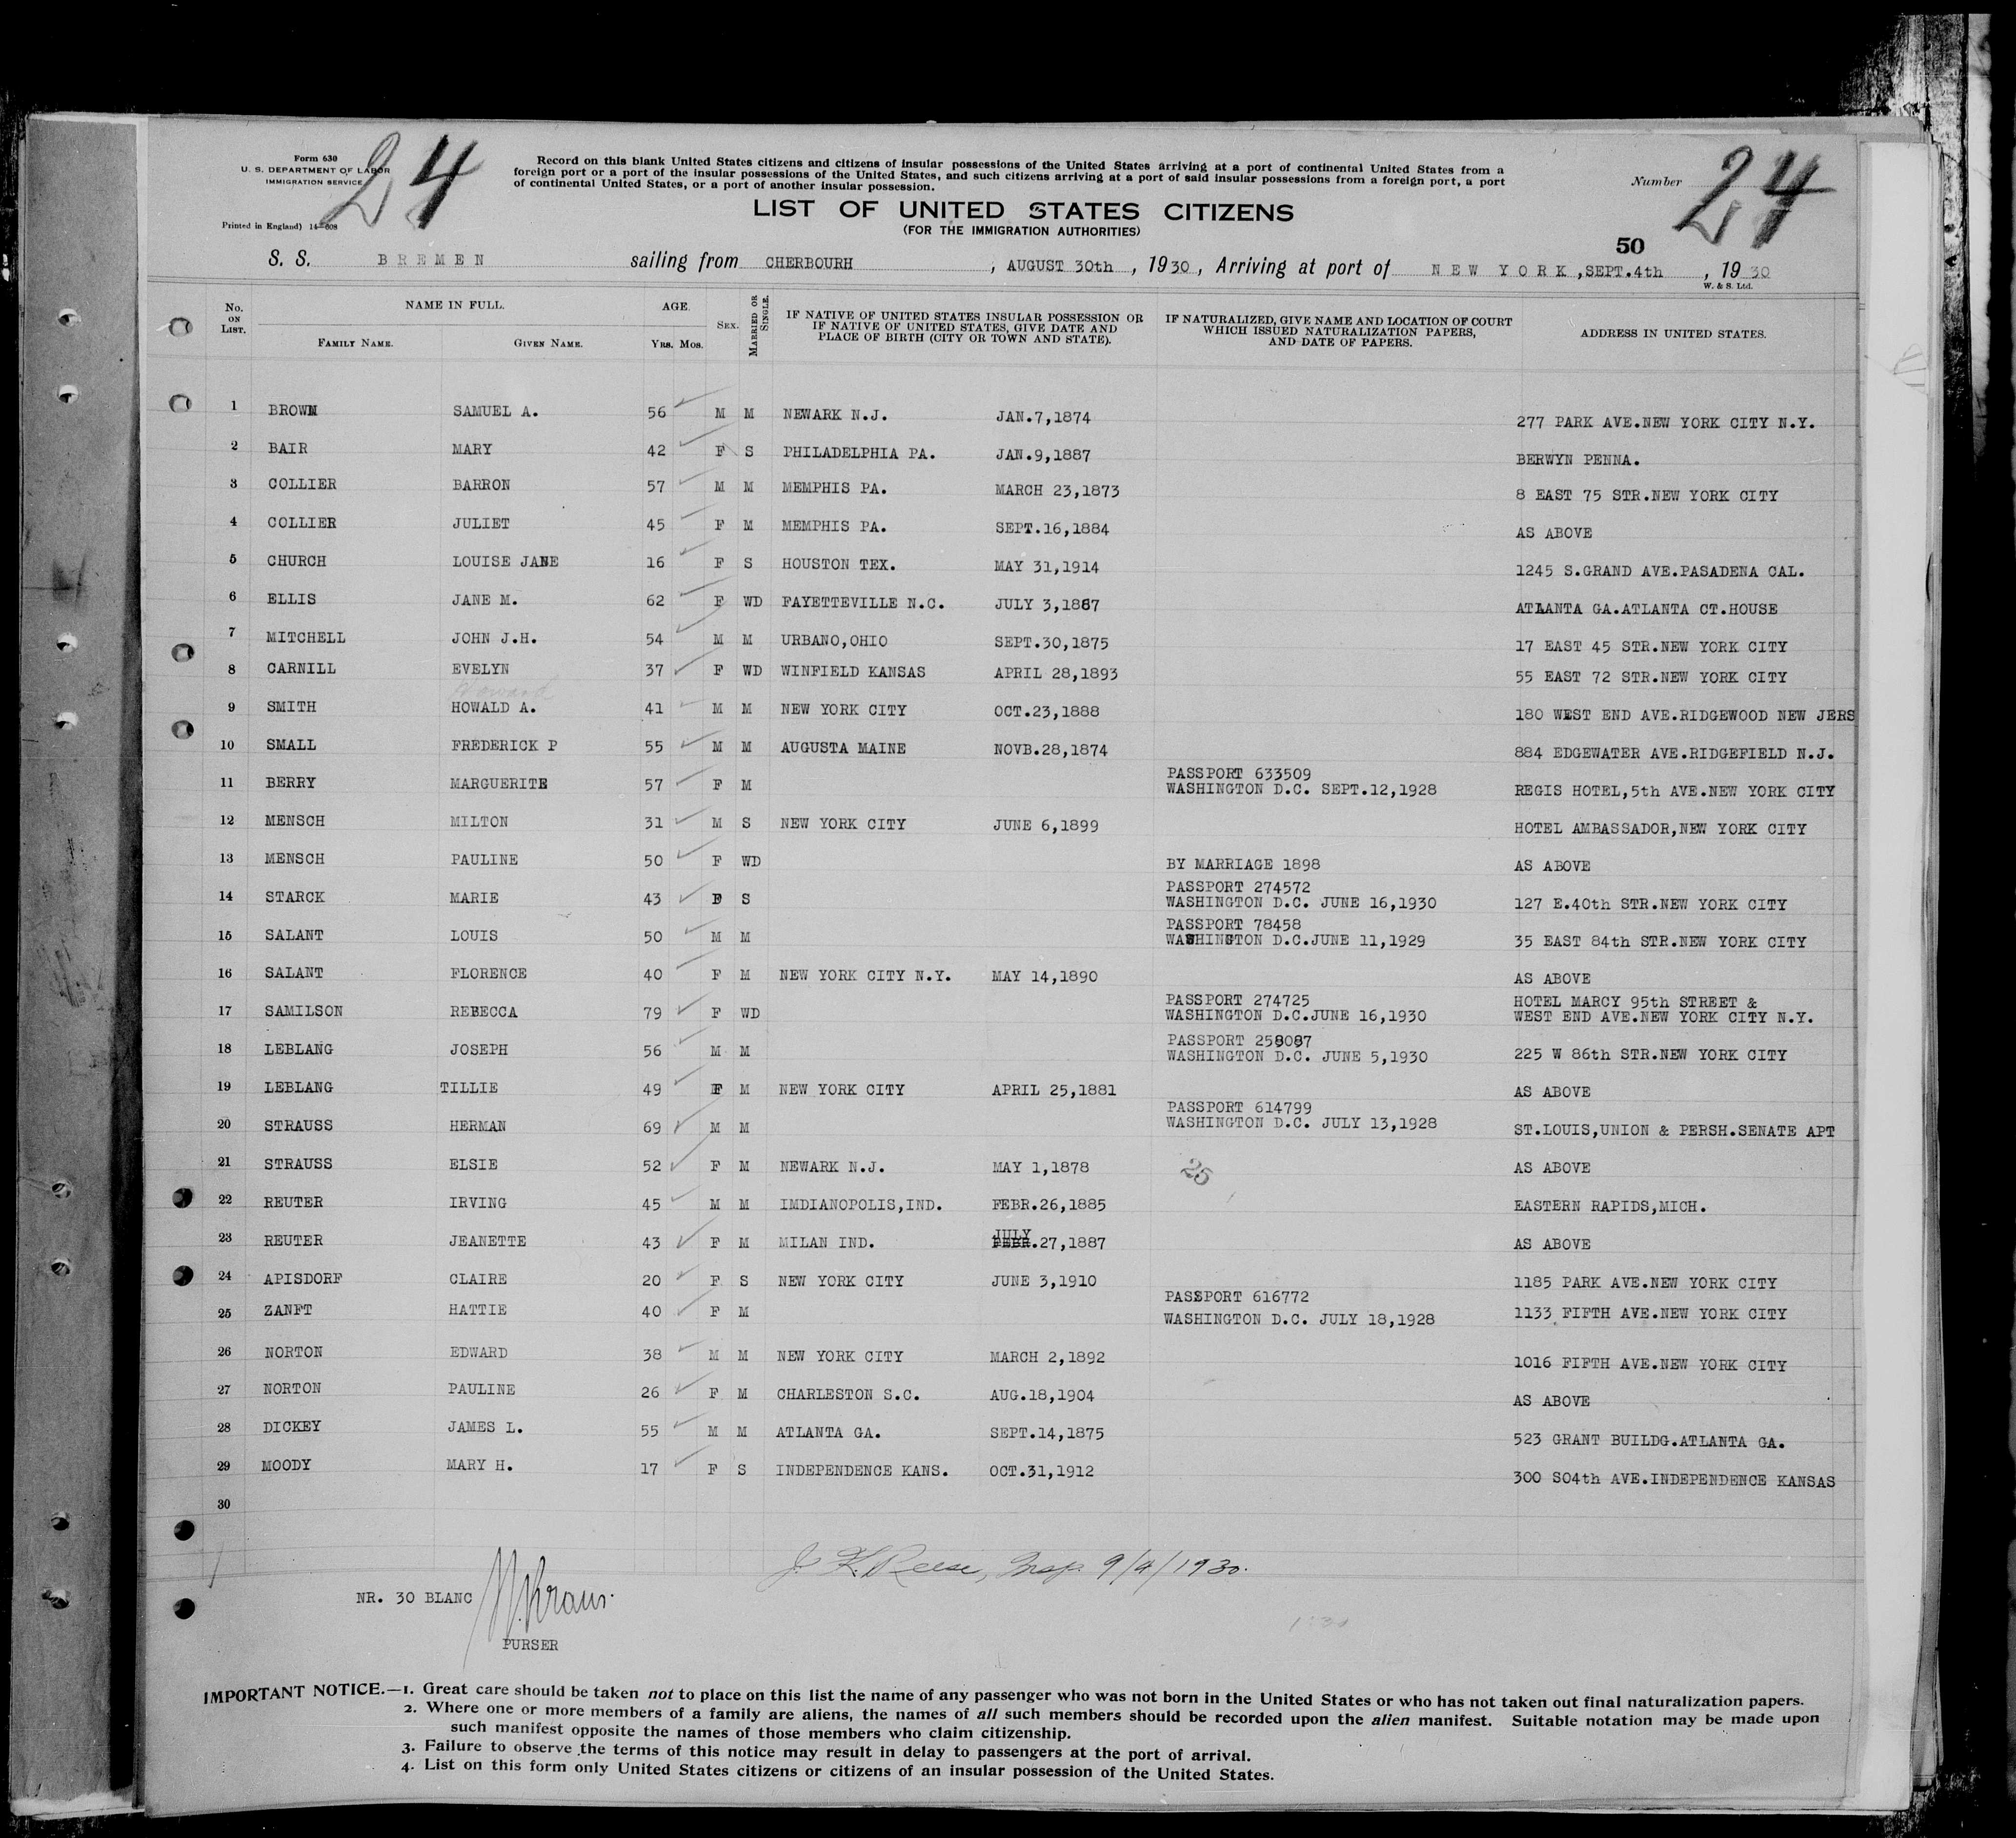 Form 630
U. S. DEPARTMENT OF LABOR
IMMIGRATION SERVICE
24
Printed in England) 14—608
Record on this blank United States citizens and citizens of insular possessions of the United States arriving at a port of continental United States from a
foreign port or a port of the insular possessions of the United States, and such citizens arriving at a port of said insular possessions from a foreign port, a port
of continental United States, or a port of another insular possession.
Number 24
LIST OF UNITED STATES CITIZENS
(FOR THE IMMIGRATION AUTHORITIES)
50
S. S. BREMEN sailing from CHERBOURH , AUGUST 30th , 1930 , Arriving at port of NEW YORK,SEPT.4th , 1930
W. & S. Ltd.
No. ON LIST. NAME IN FULL. FAMILY NAME. GIVEN NAME. AGE. YRS. MOS. SEX. MARRIED OR SINGLE. IF NATIVE OF UNITED STATES INSULAR POSSESSION OR IF NATIVE OF UNITED STATES, GIVE DATE AND PLACE OF BIRTH (CITY OR TOWN AND STATE). IF NATURALIZED, GIVE NAME AND LOCATION OF COURT WHICH ISSUED NATURALIZATION PAPERS, AND DATE OF PAPERS. ADDRESS IN UNITED STATES.
1 BROWN SAMUEL A. 56 M M NEWARK N.J. JAN.7,1874 277 PARK AVE.NEW YORK CITY N.Y.
2 BAIR MARY 42 F S PHILADELPHIA PA. JAN.9,1887 BERWYN PENNA.
3 COLLIER BARRON 57 M M MEMPHIS PA. MARCH 23,1873 8 EAST 75 STR.NEW YORK CITY
4 COLLIER JULIET 45 F M MEMPHIS PA. SEPT.16,1884 AS ABOVE
5 CHURCH LOUISE JANE 16 F S HOUSTON TEX. MAY 31,1914 1245 S.GRAND AVE.PASADENA CAL.
6 ELLIS JANE M. 62 F WD FAYETTEVILLE N.C. JULY 3,1867 ATLANTA GA.ATLANTA CT.HOUSE
7 MITCHELL JOHN J.H. 54 M M URBANO,OHIO SEPT.30,1875 17 EAST 45 STR.NEW YORK CITY
8 CARNILL EVELYN 37 F WD WINFIELD KANSAS APRIL 28,1893 55 EAST 72 STR.NEW YORK CITY
Howard
9 SMITH HOWALD A. 41 M M NEW YORK CITY OCT.23,1888 180 WEST END AVE.RIDGEWOOD NEW JERS
10 SMALL FREDERICK P 55 M M AUGUSTA MAINE NOVB.28,1874 884 EDGEWATER AVE.RIDGEFIELD N.J.
PASSPORT 633509
11 BERRY MARGUERITE 57 F M WASHINGTON D.C. SEPT.12,1928 REGIS HOTEL,5th AVE.NEW YORK CITY
12 MENSCH MILTON 31 M S NEW YORK CITY JUNE 6,1899 HOTEL AMBASSADOR,NEW YORK CITY
13 MENSCH PAULINE 50 F WD BY MARRIAGE 1898 AS ABOVE
PASSPORT 274572
14 STARCK MARIE 43 F S WASHINGTON D.C. JUNE 16,1930 127 E.40th STR.NEW YORK CITY
PASSPORT 78458
15 SALANT LOUIS 50 M M WASHINGTON D.C.JUNE 11,1929 35 EAST 84th STR.NEW YORK CITY
16 SALANT FLORENCE 40 F M NEW YORK CITY N.Y. MAY 14,1890 AS ABOVE
PASSPORT 274725 HOTEL MARCY 95th STREET &
17 SAMILSON REBECCA 79 F WD WASHINGTON D.C.JUNE 16,1930 WEST END AVE.NEW YORK CITY N.Y.
PASSPORT 258087
18 LEBLANG JOSEPH 56 M M WASHINGTON D.C. JUNE 5,1930 225 W 86th STR.NEW YORK CITY
19 LEBLANG TILLIE 49 F M NEW YORK CITY APRIL 25,1881 AS ABOVE
PASSPORT 614799
20 STRAUSS HERMAN 69 M M WASHINGTON D.C. JULY 13,1928 ST.LOUIS,UNION & PERSH.SENATE APT
21 STRAUSS ELSIE 52 F M NEWARK N.J. MAY 1,1878 25 AS ABOVE
22 REUTER IRVING 45 M M IMDIANOPOLIS,IND. FEBR.26,1885 EASTERN RAPIDS,MICH.
JULY
23 REUTER JEANETTE 43 F M MILAN IND. FEBR.27,1887 AS ABOVE
24 APISDORF CLAIRE 20 F S NEW YORK CITY JUNE 3,1910 1185 PARK AVE.NEW YORK CITY
PASSPORT 616772
25 ZANFT HATTIE 40 F M WASHINGTON D.C. JULY 18,1928 1133 FIFTH AVE.NEW YORK CITY
26 NORTON EDWARD 38 M M NEW YORK CITY MARCH 2,1892 1016 FIFTH AVE.NEW YORK CITY
27 NORTON PAULINE 26 F M CHARLESTON S.C. AUG.18,1904 AS ABOVE
28 DICKEY JAMES L. 55 M M ATLANTA GA. SEPT.14,1875 523 GRANT BUILDG.ATLANTA GA.
29 MOODY MARY H. 17 F S INDEPENDENCE KANS. OCT.31,1912 300 SO4th AVE.INDEPENDENCE KANSAS
30
J. K. Reese, Insp. 9/4/1930.
NR. 30 BLANC
PURSER
IMPORTANT NOTICE.—1. Great care should be taken not to place on this list the name of any passenger who was not born in the United States or who has not taken out final naturalization papers.
2. Where one or more members of a family are aliens, the names of all such members should be recorded upon the alien manifest. Suitable notation may be made upon
such manifest opposite the names of those members who claim citizenship.
3. Failure to observe the terms of this notice may result in delay to passengers at the port of arrival.
4. List on this form only United States citizens or citizens of an insular possession of the United States.